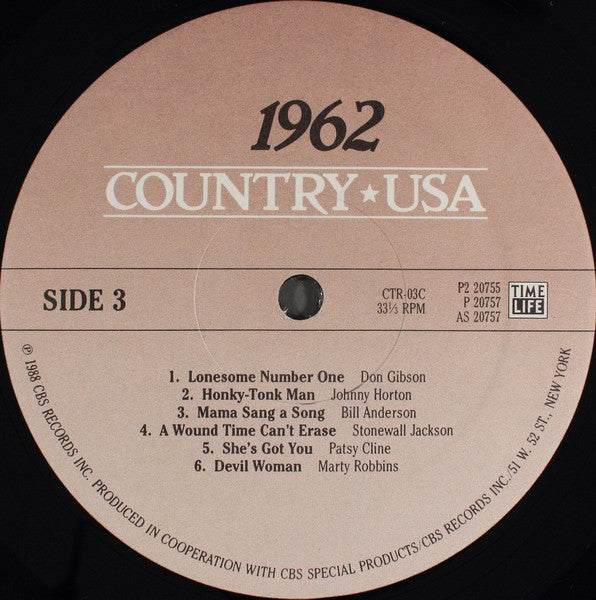 1962
COUNTRY★USA
SIDE 3
CTR-03C
33⅓ RPM
P2 20755
P 20757
AS 20757
TIME
LIFE
1. Lonesome Number One Don Gibson
2. Honky-Tonk Man Johnny Horton
3. Mama Sang a Song Bill Anderson
4. A Wound Time Can't Erase Stonewall Jackson
5. She's Got You Patsy Cline
6. Devil Woman Marty Robbins
℗ 1988 CBS RECORDS INC. PRODUCED IN COOPERATION WITH CBS SPECIAL PRODUCTS/CBS RECORDS INC./51 W. 52 ST., NEW YORK